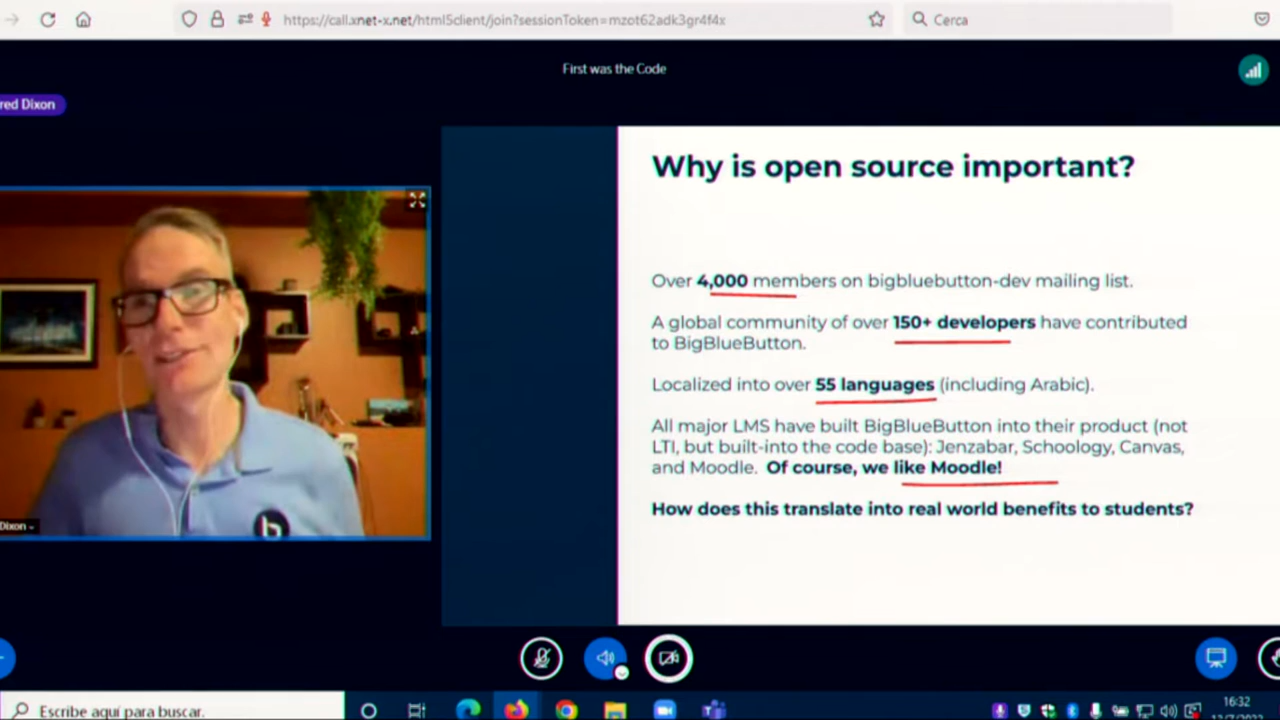 https://call.xnet-x.net/html5client/join?sessionToken=mzot62adk3gr4f4x
Cerca
First was the Code
red Dixon
Why is open source important?
Over 4,000 members on bigbluebutton-dev mailing list.
A global community of over 150+ developers have contributed
to BigBlueButton.
Localized into over 55 languages (including Arabic).
All major LMS have built BigBlueButton into their product (not
LTI, but built-into the code base): Jenzabar, Schoology, Canvas,
and Moodle. Of course, we like Moodle!
How does this translate into real world benefits to students?
Dixon
b
Escribe aquí para buscar.
16:32